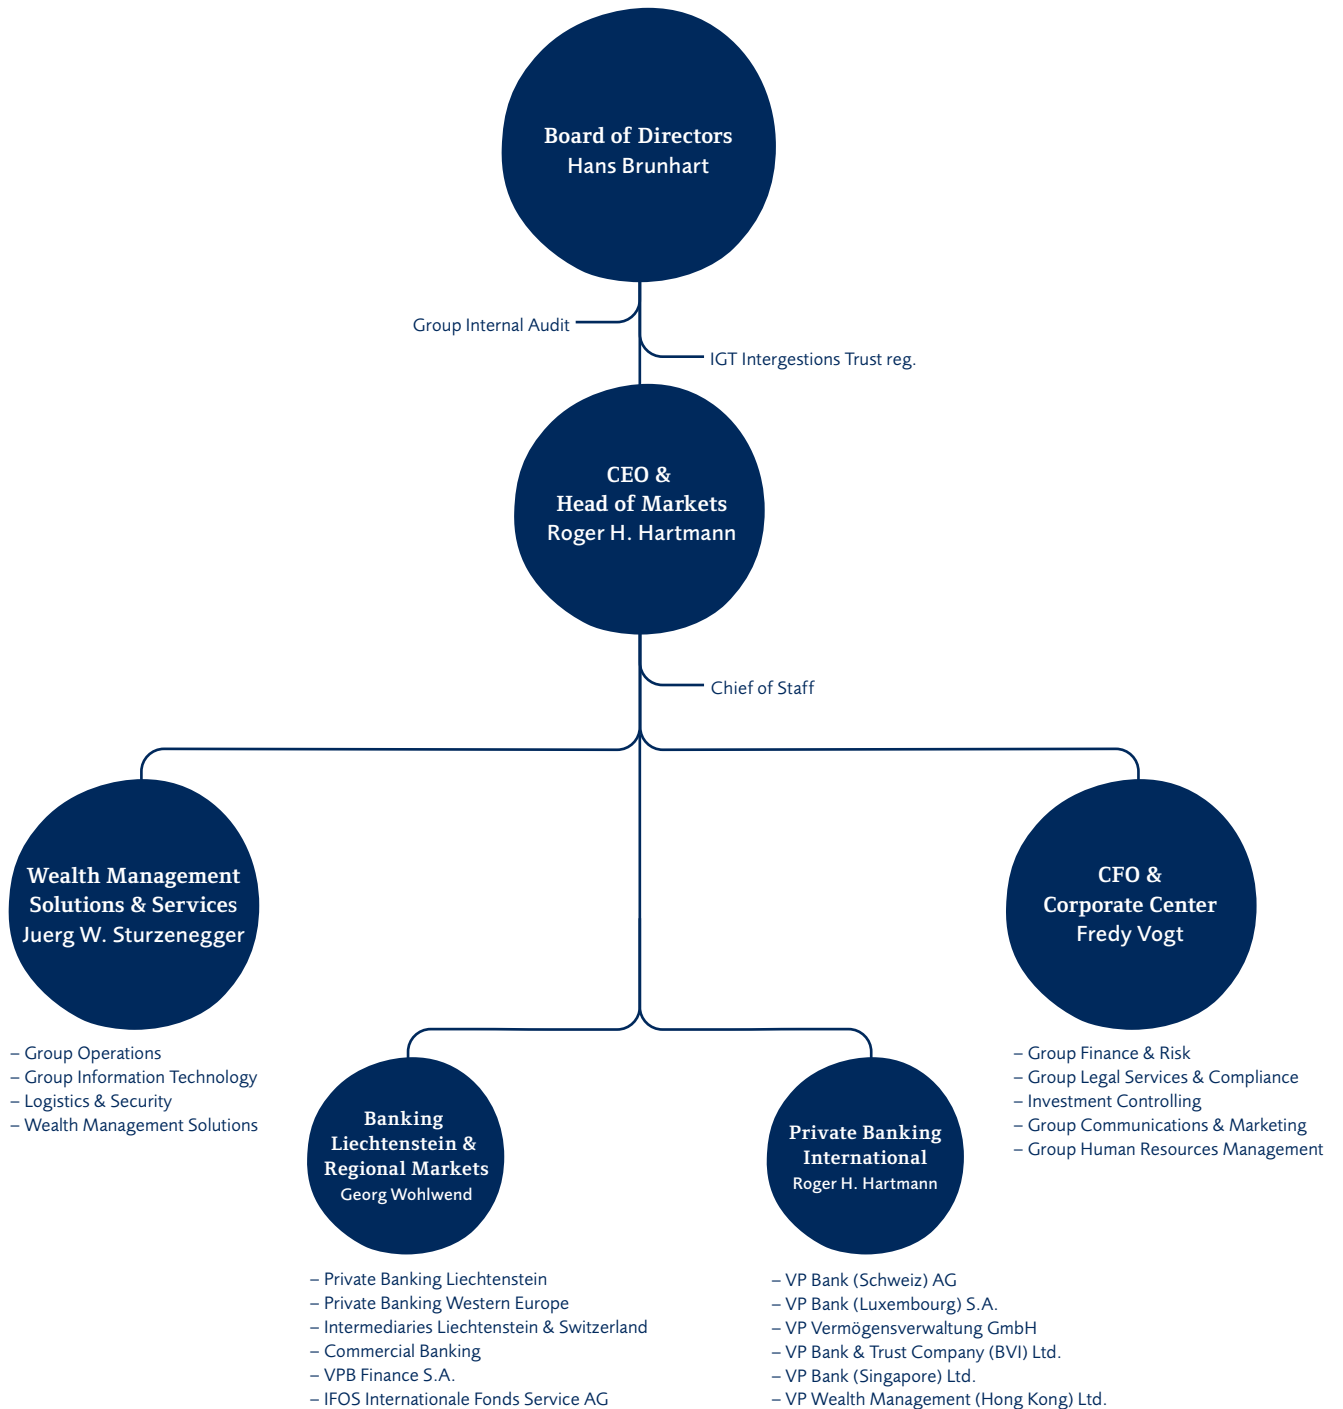 Board of Directors
Hans Brunhart
Group Internal Audit
IGT Intergestions Trust reg.
CEO &
Head of Markets
Roger H. Hartmann
Chief of Staff
Wealth Management
Solutions & Services
Juerg W. Sturzenegger
– Group Operations
– Group Information Technology
– Logistics & Security
– Wealth Management Solutions
CFO &
Corporate Center
Fredy Vogt
– Group Finance & Risk
– Group Legal Services & Compliance
– Investment Controlling
– Group Communications & Marketing
– Group Human Resources Management
Banking
Liechtenstein &
Regional Markets
Georg Wohlwend
– Private Banking Liechtenstein
– Private Banking Western Europe
– Intermediaries Liechtenstein & Switzerland
– Commercial Banking
– VPB Finance S.A.
– IFOS Internationale Fonds Service AG
Private Banking
International
Roger H. Hartmann
– VP Bank (Schweiz) AG
– VP Bank (Luxembourg) S.A.
– VP Vermögensverwaltung GmbH
– VP Bank & Trust Company (BVI) Ltd.
– VP Bank (Singapore) Ltd.
– VP Wealth Management (Hong Kong) Ltd.